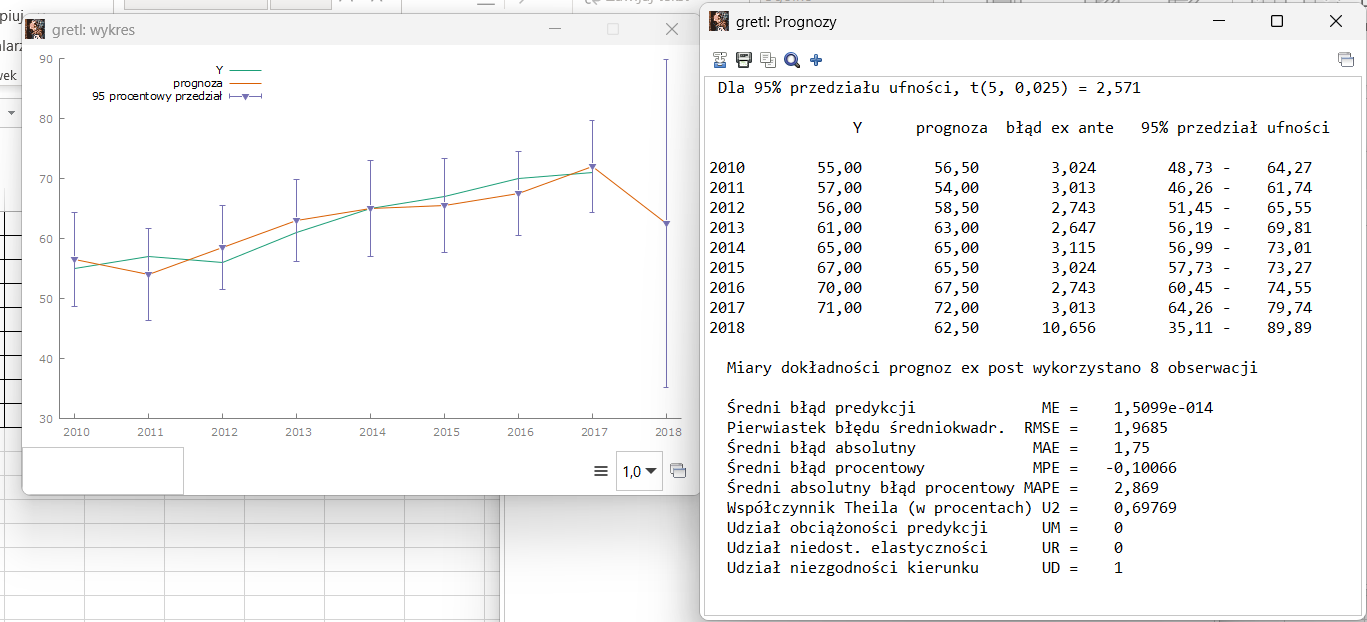 gretl: wykres
90
Y
prognoza
95 procentowy przedział
80
70
60
50
40
30
2010 2011 2012 2013 2014 2015 2016 2017 2018
1,0
gretl: Prognozy
Dla 95% przedziału ufności, t(5, 0,025) = 2,571
Y prognoza błąd ex ante 95% przedział ufności
2010 55,00 56,50 3,024 48,73 - 64,27
2011 57,00 54,00 3,013 46,26 - 61,74
2012 56,00 58,50 2,743 51,45 - 65,55
2013 61,00 63,00 2,647 56,19 - 69,81
2014 65,00 65,00 3,115 56,99 - 73,01
2015 67,00 65,50 3,024 57,73 - 73,27
2016 70,00 67,50 2,743 60,45 - 74,55
2017 71,00 72,00 3,013 64,26 - 79,74
2018 62,50 10,656 35,11 - 89,89
Miary dokładności prognoz ex post wykorzystano 8 obserwacji
Średni błąd predykcji ME = 1,5099e-014
Pierwiastek błędu średniokwadr. RMSE = 1,9685
Średni błąd absolutny MAE = 1,75
Średni błąd procentowy MPE = -0,10066
Średni absolutny błąd procentowy MAPE = 2,869
Współczynnik Theila (w procentach) U2 = 0,69769
Udział obciążoności predykcji UM = 0
Udział niedost. elastyczności UR = 0
Udział niezgodności kierunku UD = 1